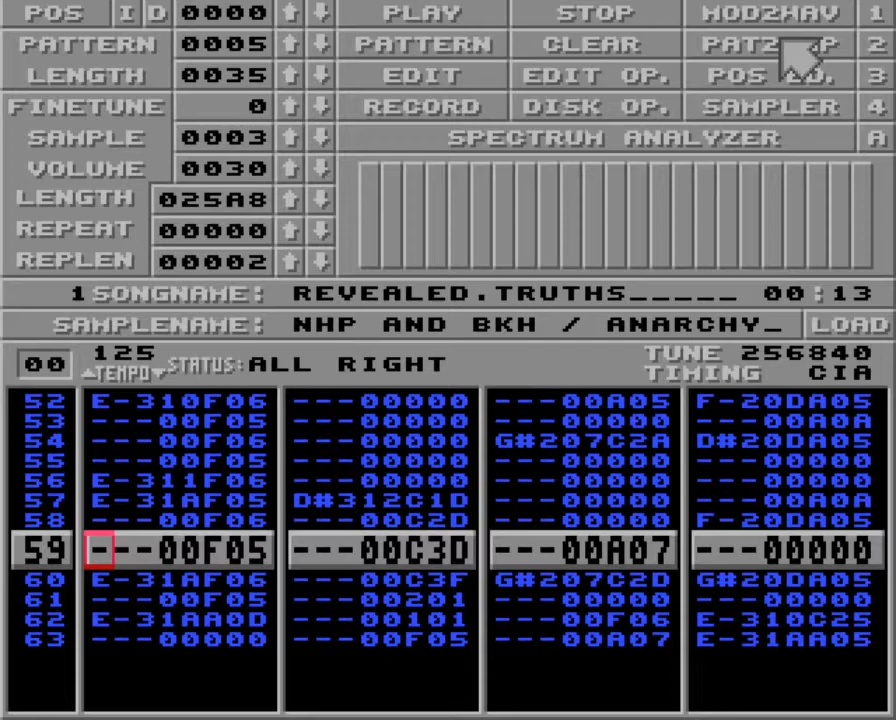 POS I D 0000 PLAY STOP MOD2WAV 1
PATTERN 0005 PATTERN CLEAR 2
LENGTH 0035 EDIT EDIT OP. POS 3
FINETUNE 0 RECORD DISK OP. SAMPLER 4
SAMPLE 0003 SPECTRUM ANALYZER A
VOLUME 0030
LENGTH 025A8
REPEAT 00000
REPLEN 00002
1 SONGNAME: REVEALED.TRUTHS_____ 00:13
SAMPLENAME: NHP AND BKH / ANARCHY_ LOAD
00 125 TEMPO STATUS: ALL RIGHT TUNE 256840
TIMING CIA
52 E-310F06 ---00000 ---00A05 F-20DA05
53 ---00F05 ---00000 ---00000 ---00A0A
54 ---00F06 ---00000 G#207C2A D#20DA05
55 ---00F05 ---00000 ---00000 ---00000
56 E-311F06 ---00000 ---00000 ---00000
57 E-31AF05 D#312C1D ---00000 ---00A0A
58 ---00F06 ---00C2D ---00000 F-20DA05
59 ---00F05 ---00C3D ---00A07 ---00000
60 E-31AF06 ---00C3F G#207C2D G#20DA05
61 ---00F05 ---00201 ---00000 ---00000
62 E-31AA0D ---00101 ---00F06 E-310C25
63 ---00000 ---00F05 ---00A07 E-31AA05